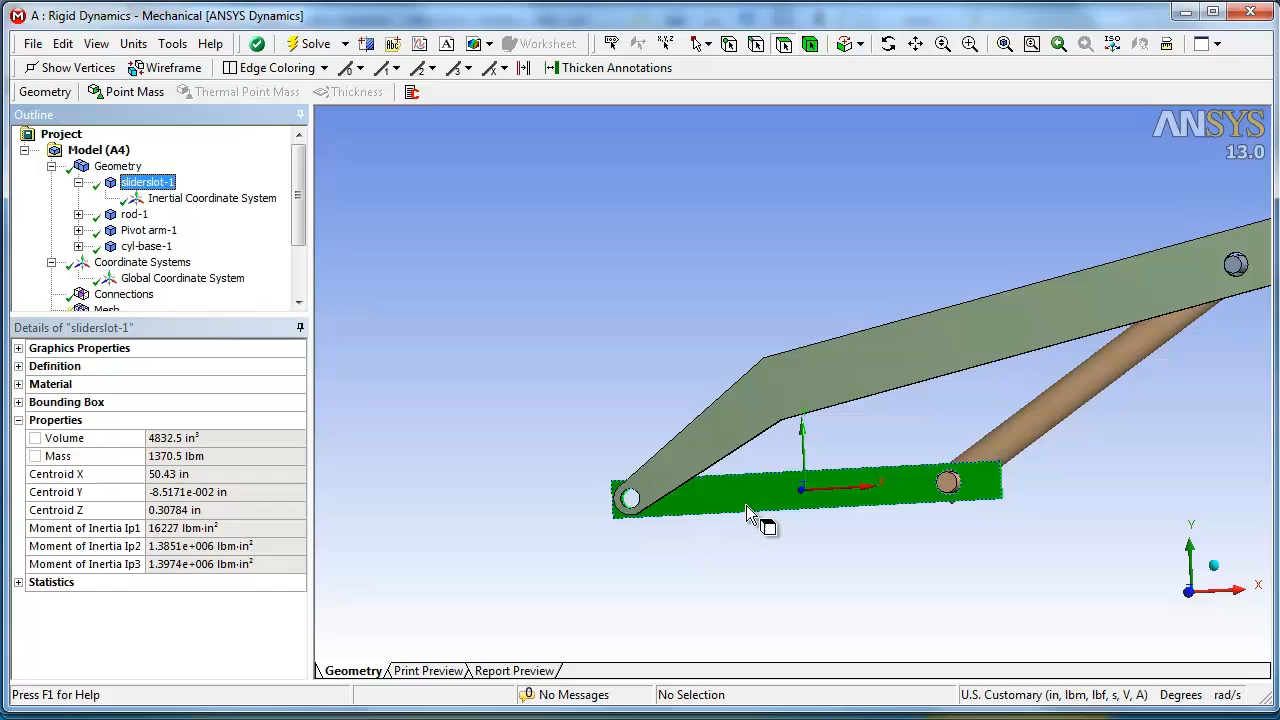 A : Rigid Dynamics - Mechanical [ANSYS Dynamics]
File Edit View Units Tools Help Solve Worksheet
Show Vertices Wireframe Edge Coloring Thicken Annotations
Geometry Point Mass Thermal Point Mass Thickness
Outline
Project
Model (A4)
Geometry
sliderslot-1
Inertial Coordinate System
rod-1
Pivot arm-1
cyl-base-1
Coordinate Systems
Global Coordinate System
Connections
Mesh
Details of "sliderslot-1"
Graphics Properties
Definition
Material
Bounding Box
Properties
Volume 4832.5 in³
Mass 1370.5 lbm
Centroid X 50.43 in
Centroid Y -8.5171e-002 in
Centroid Z 0.30784 in
Moment of Inertia Ip1 16227 lbm·in²
Moment of Inertia Ip2 1.3851e+006 lbm·in²
Moment of Inertia Ip3 1.3974e+006 lbm·in²
Statistics
ANSYS
13.0
Y
X
Geometry Print Preview Report Preview
Press F1 for Help No Messages No Selection U.S. Customary (in, lbm, lbf, s, V, A) Degrees rad/s